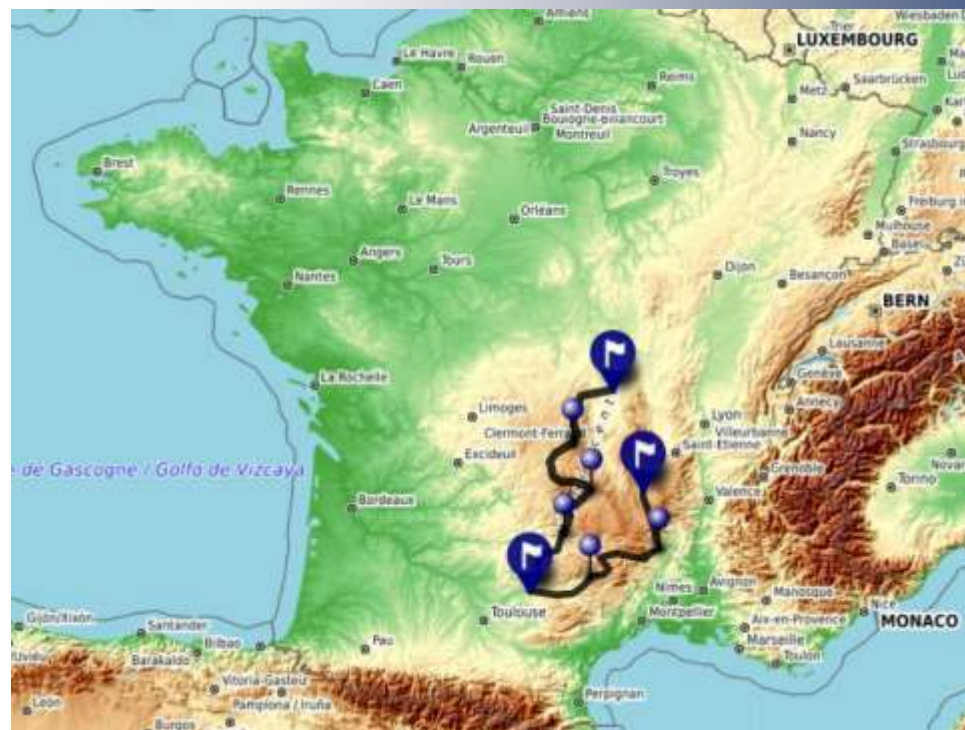 Amiens
Wiesbaden
Trier
LUXEMBOURG
Le Havre
Rouen
Reims
Saarbrücken
Caen
Metz
Saint-Denis
Boulogne-Billancourt
Argenteuil
Montreuil
Nancy
Strasbourg
Brest
Troyes
Rennes
Le Mans
Orléans
Freiburg i
Mulhouse
Angers
Tours
Basel
Dijon
Nantes
Besançon
BERN
Lausanne
Genève
La Rochelle
Annecy
Limoges
Lyon
Clermont-Ferra
Villeurbanne
Saint-Étienne
Excideuil
e de Gascogne / Golfo de Vizcaya
Grenoble
Novar
Torino
Bordeaux
Valence
Nîmes
Avignon
Manosque
Nice
Toulouse
Montpellier
Aix-en-Provence
MONACO
Gijón/Xixón
Santander
Marseille
Bilbao
Pau
Toulon
Barakaldo
Vitoria-Gasteiz
Perpignan
León
Pamplona / Iruña
Burgos